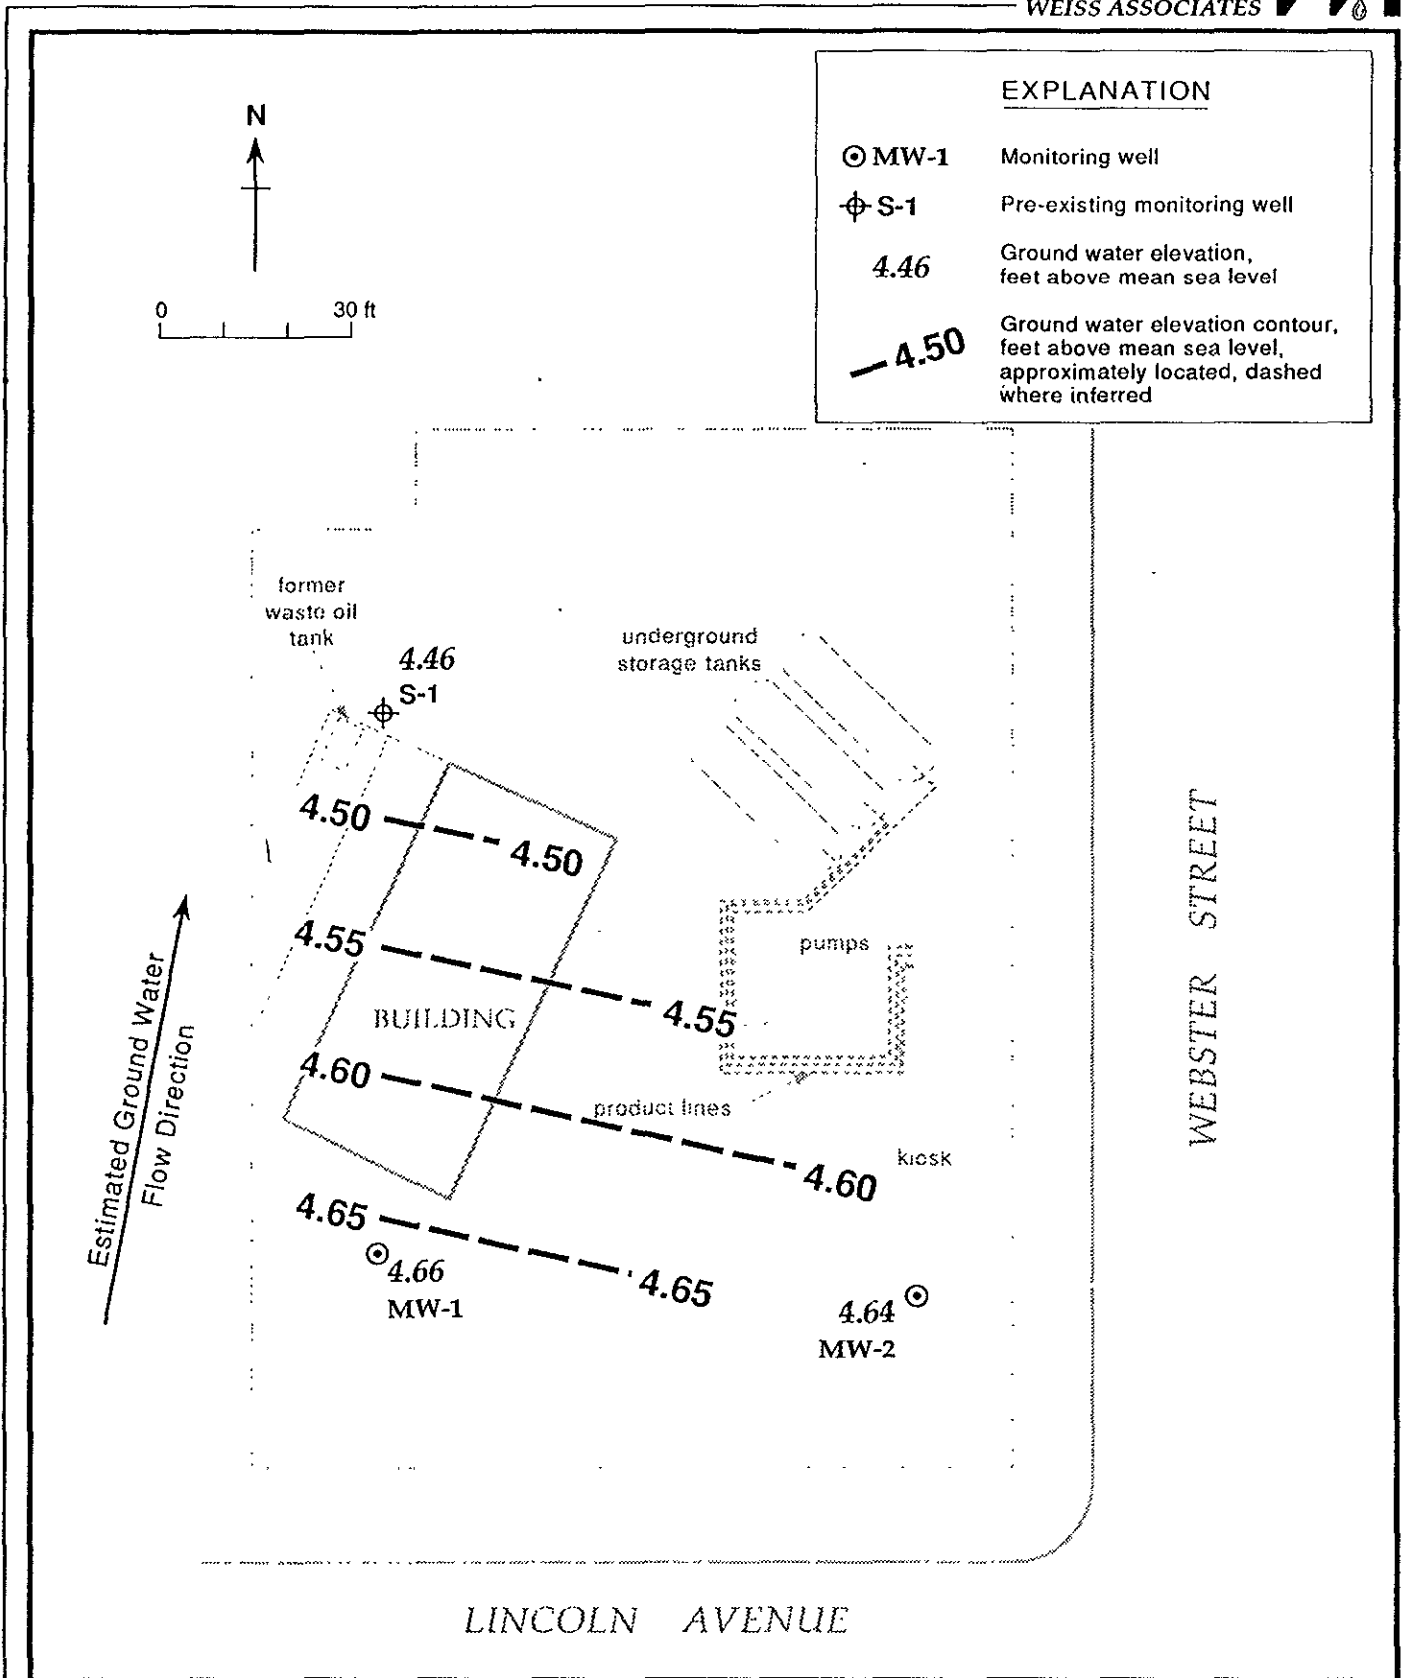 WEISS ASSOCIATES
EXPLANATION
MW-1 Monitoring well
S-1 Pre-existing monitoring well
4.46 Ground water elevation,
feet above mean sea level
4.50 Ground water elevation contour,
feet above mean sea level,
approximately located, dashed
where inferred
N
0 30 ft
former
waste oil
tank
4.46
S-1
underground
storage tanks
4.50
4.50
4.55
4.55
pumps
BUILDING
4.60
product lines
4.60
kiosk
4.65
4.65
4.66
MW-1
4.64
MW-2
Estimated Ground Water
Flow Direction
WEBSTER STREET
LINCOLN AVENUE